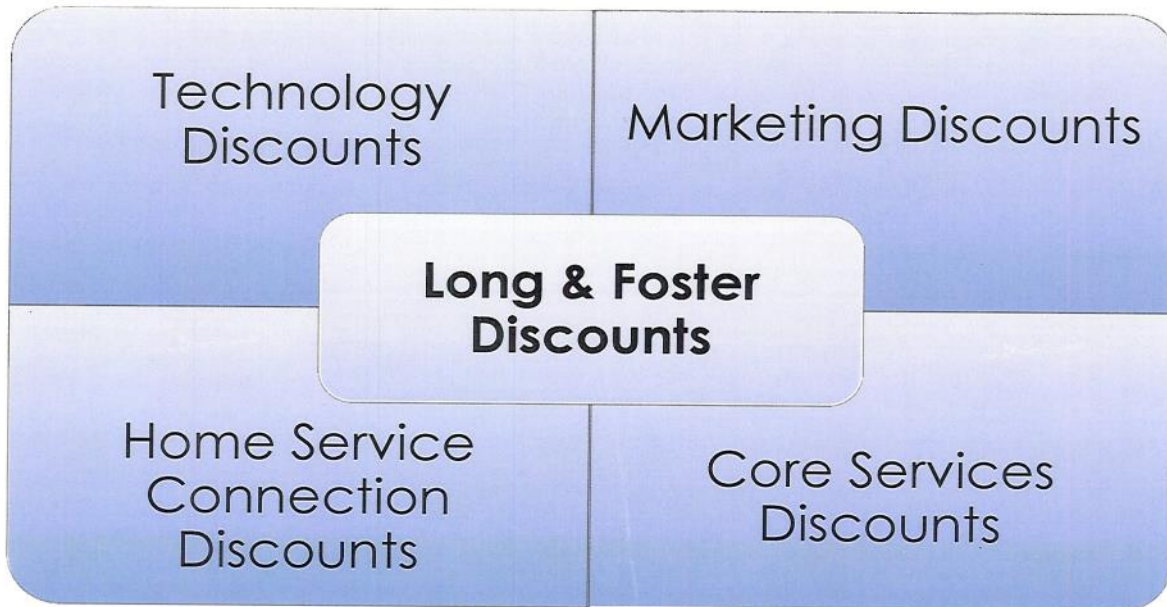 Technology
Discounts
Marketing Discounts
Long & Foster
Discounts
Home Service
Connection
Discounts
Core Services
Discounts